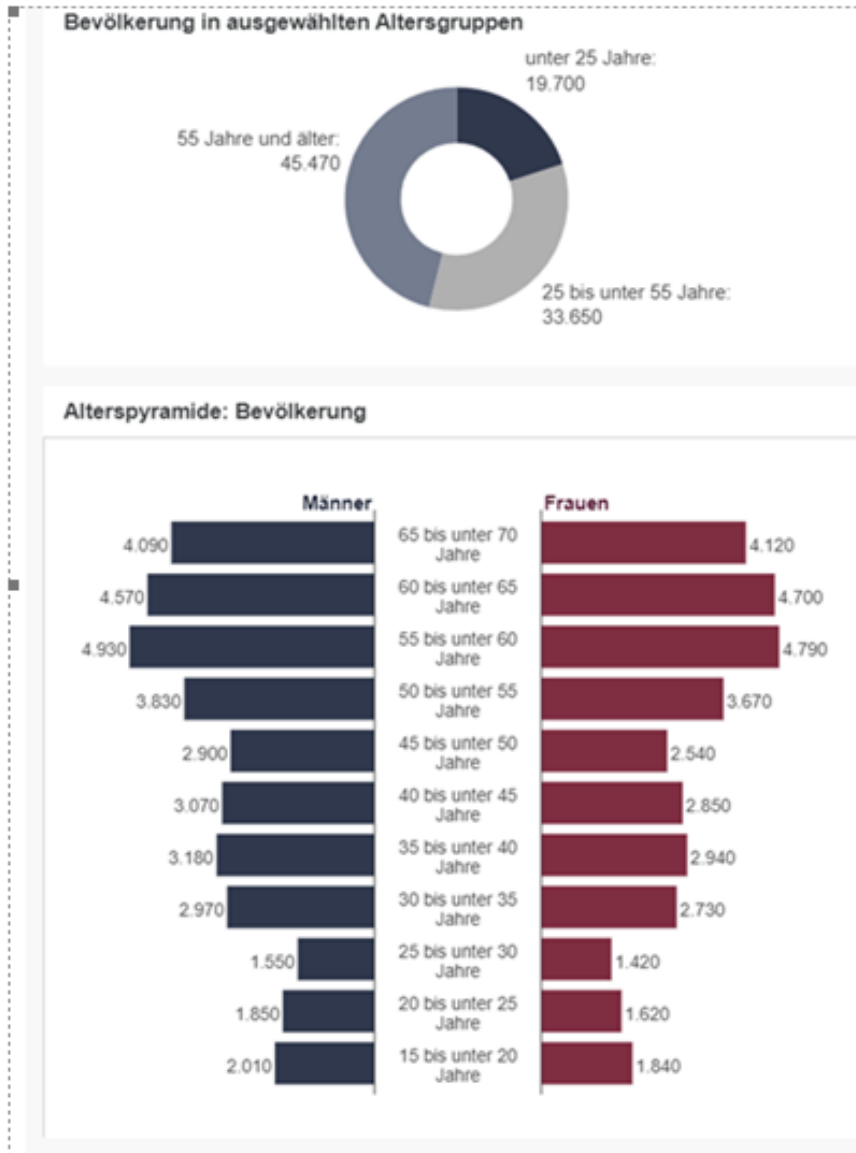 Bevölkerung in ausgewählten Altersgruppen
unter 25 Jahre:
19.700
55 Jahre und älter:
45.470
25 bis unter 55 Jahre:
33.650
Alterspyramide: Bevölkerung
Männer
Frauen
4.090
65 bis unter 70
Jahre
4.120
4.570
60 bis unter 65
Jahre
4.700
4.930
55 bis unter 60
Jahre
4.790
3.830
50 bis unter 55
Jahre
3.670
2.900
45 bis unter 50
Jahre
2.540
3.070
40 bis unter 45
Jahre
2.850
3.180
35 bis unter 40
Jahre
2.940
2.970
30 bis unter 35
Jahre
2.730
1.550
25 bis unter 30
Jahre
1.420
1.850
20 bis unter 25
Jahre
1.620
2.010
15 bis unter 20
Jahre
1.840